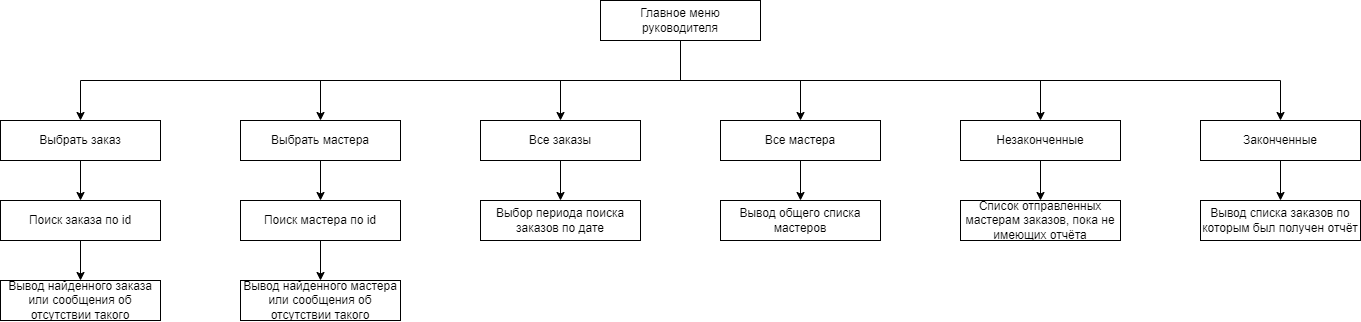 Главное меню
руководителя
Выбрать заказ
Выбрать мастера
Все заказы
Все мастера
Незаконченные
Законченные
Поиск заказа по id
Поиск мастера по id
Выбор периода поиска
заказов по дате
Вывод общего списка
мастеров
Список отправленных
мастерам заказов, пока не
имеющих отчёта
Вывод списка заказов по
которым был получен отчёт
Вывод найденного заказа
или сообщения об
отсутствии такого
Вывод найденного мастера
или сообщения об
отсутствии такого